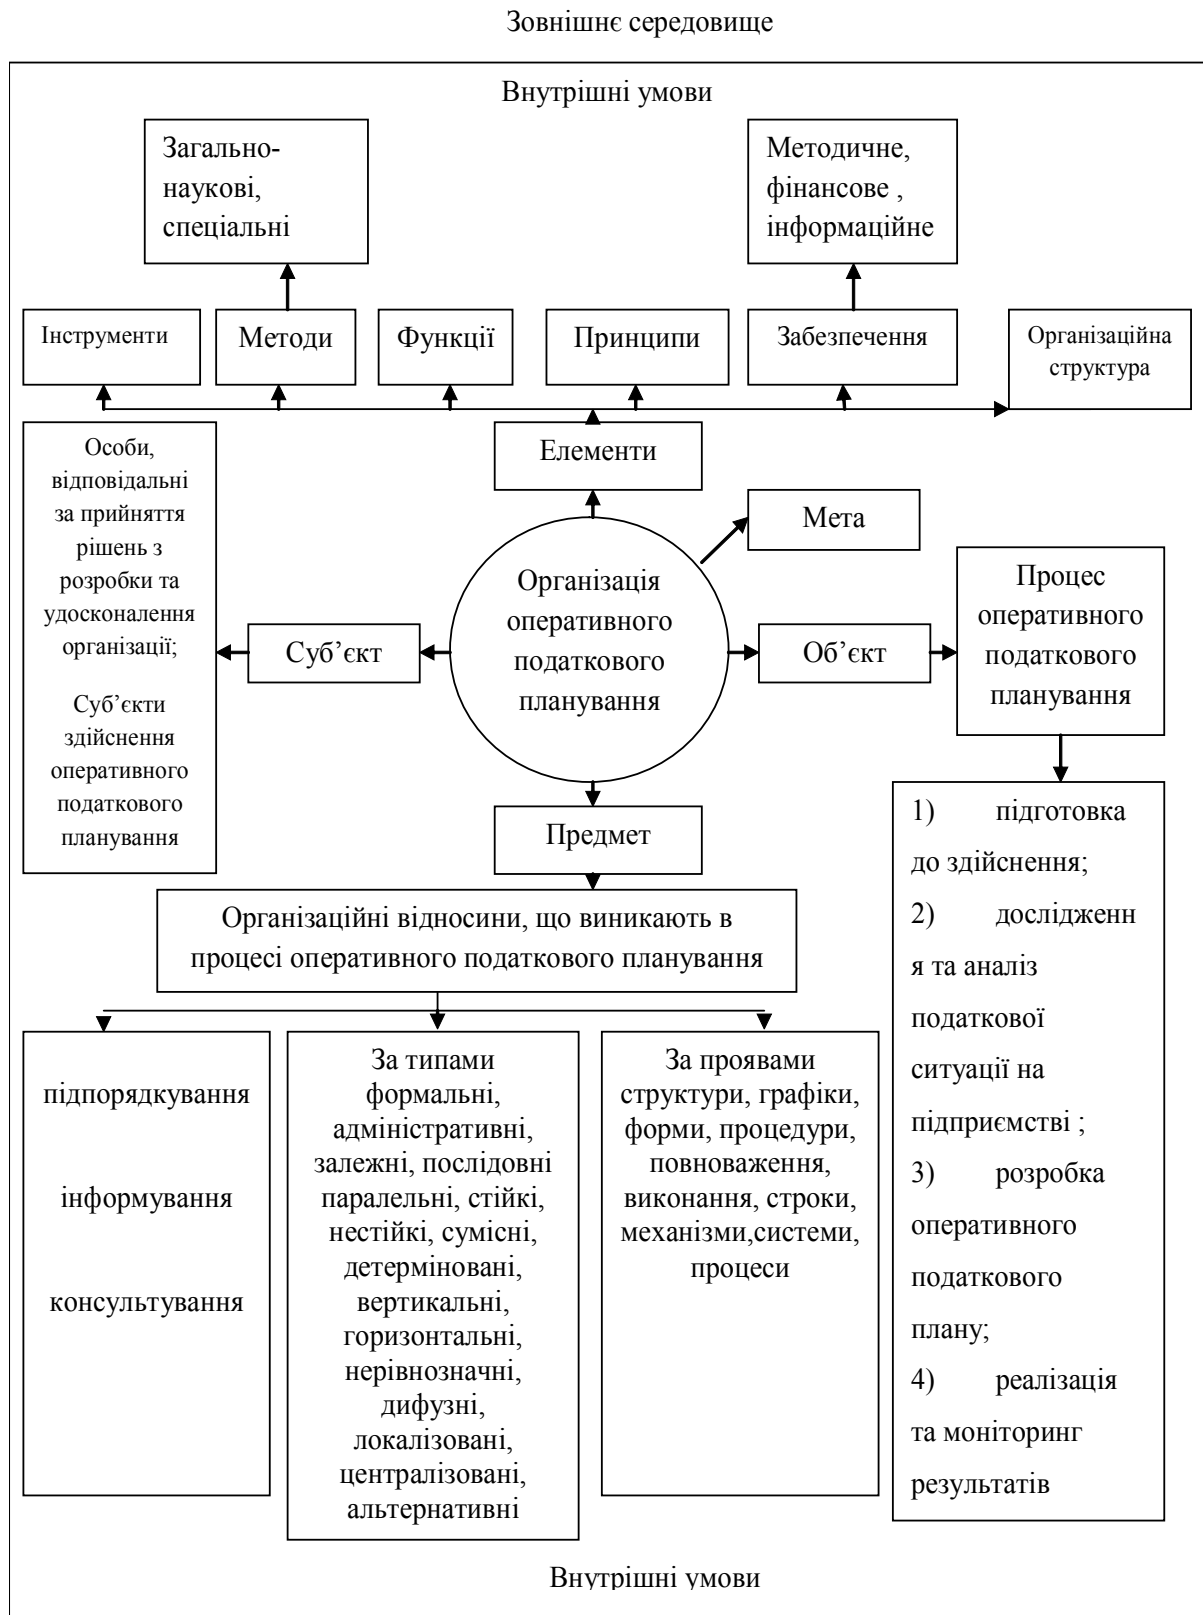 Зовнішнє середовище
Внутрішні умови
Загально-
наукові,
спеціальні
Методичне,
фінансове ,
інформаційне
Інструменти
Методи
Функції
Принципи
Забезпечення
Організаційна
структура
Елементи
Мета
Особи,
відповідальні
за прийняття
рішень з
розробки та
удосконалення
організації;
Суб’єкти
здійснення
оперативного
податкового
планування
Суб’єкт
Організація
оперативного
податкового
планування
Об’єкт
Процес
оперативного
податкового
планування
Предмет
Організаційні відносини, що виникають в
процесі оперативного податкового планування
підпорядкування
інформування
консультування
За типами
формальні,
адміністративні,
залежні, послідовні
паралельні, стійкі,
нестійкі, сумісні,
детерміновані,
вертикальні,
горизонтальні,
нерівнозначні,
дифузні,
локалізовані,
централізовані,
альтернативні
За проявами
структури, графіки,
форми, процедури,
повноваження,
виконання, строки,
механізми,системи,
процеси
1) підготовка
до здійснення;
2) дослідженн
я та аналіз
податкової
ситуації на
підприємстві ;
3) розробка
оперативного
податкового
плану;
4) реалізація
та моніторинг
результатів
Внутрішні умови